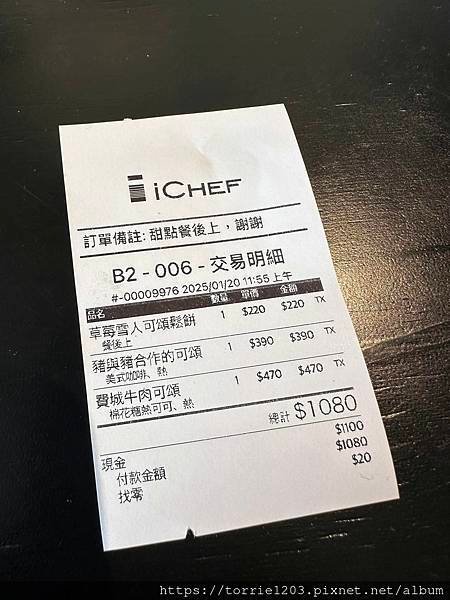 iCHEF
訂單備註: 甜點餐後上，謝謝
B2 - 006 - 交易明細
#-00009976 2025/01/20 11:55 上午
品名 數量 單價 金額
草莓雪人可頌鬆餅 1 $220 $220 TX
餐後上
豬與豬合作的可頌 1 $390 $390 TX
美式咖啡、熱
費城牛肉可頌 1 $470 $470 TX
棉花糖熱可可、熱
總計 $1080
現金 $1100
付款金額 $1080
找零 $20
https://torrie1203.pixnet.net/album